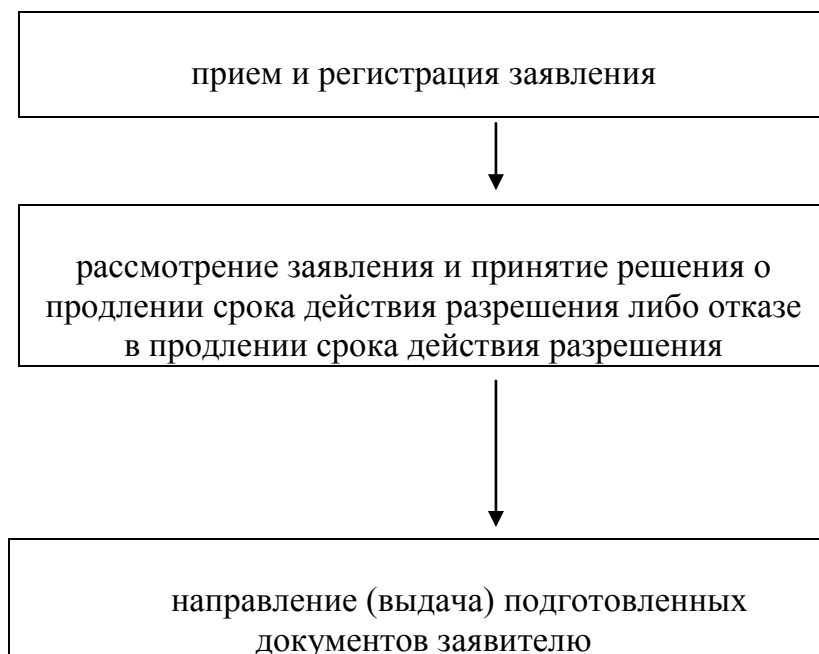 прием и регистрация заявления
рассмотрение заявления и принятие решения о
продлении срока действия разрешения либо отказе
в продлении срока действия разрешения
направление (выдача) подготовленных
документов заявителю